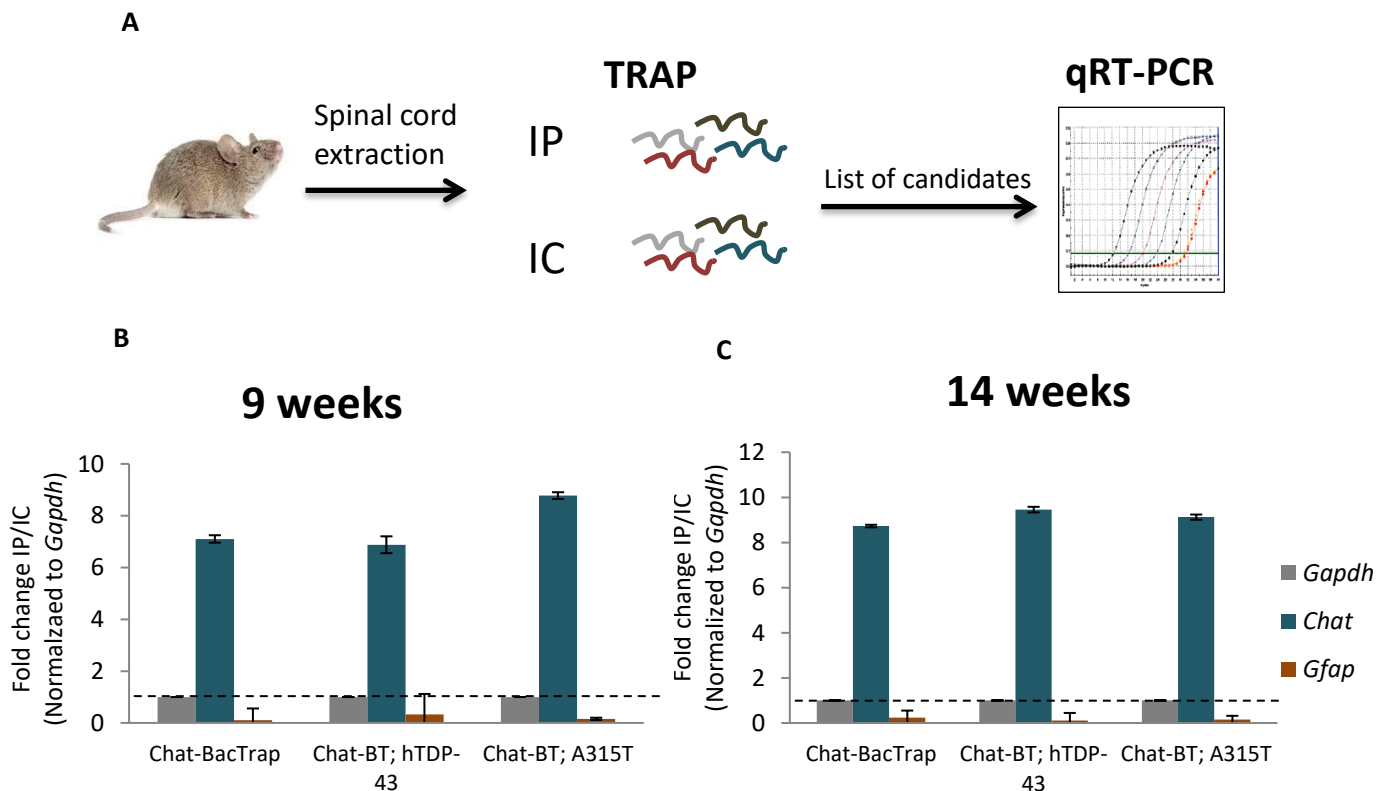 A
TRAP
qRT-PCR
Spinal cord
extraction
IP
IC
List of candidates
B
9 weeks
Fold change IP/IC
(Normalzaed to Gapdh)
10
8
6
4
2
0
Chat-BacTrap
Chat-BT; hTDP-
43
Chat-BT; A315T
C
14 weeks
Fold change IP/IC
(Normalized to Gapdh)
12
10
8
6
4
2
0
Chat-BacTrap
Chat-BT; hTDP-
43
Chat-BT; A315T
Gapdh
Chat
Gfap